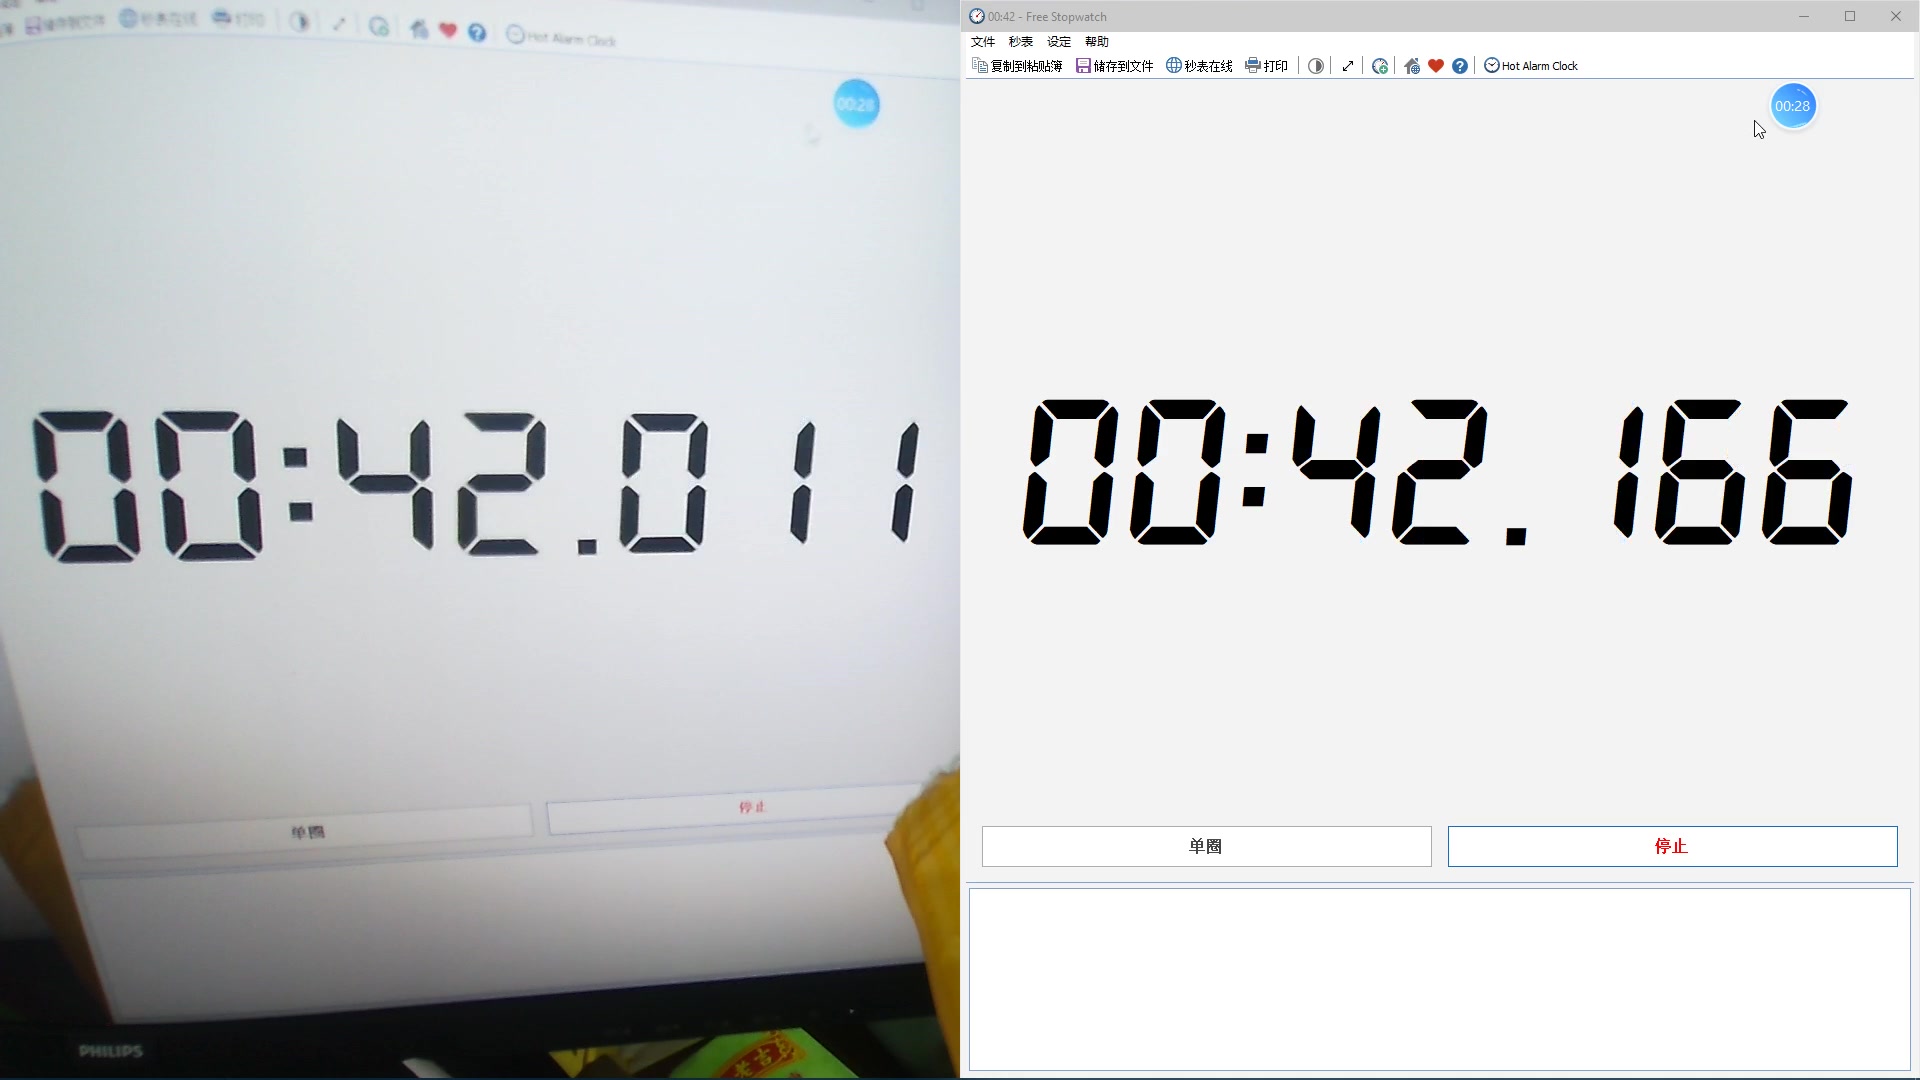 储存到文件 秒表在线 打印 Hot Alarm Clock
00:28
00:42.011
单圈 停止
PHILIPS
老吉
00:42 - Free Stopwatch
文件 秒表 设定 帮助
复制到粘贴簿 储存到文件 秒表在线 打印 Hot Alarm Clock
00:28
00:42.166
单圈 停止